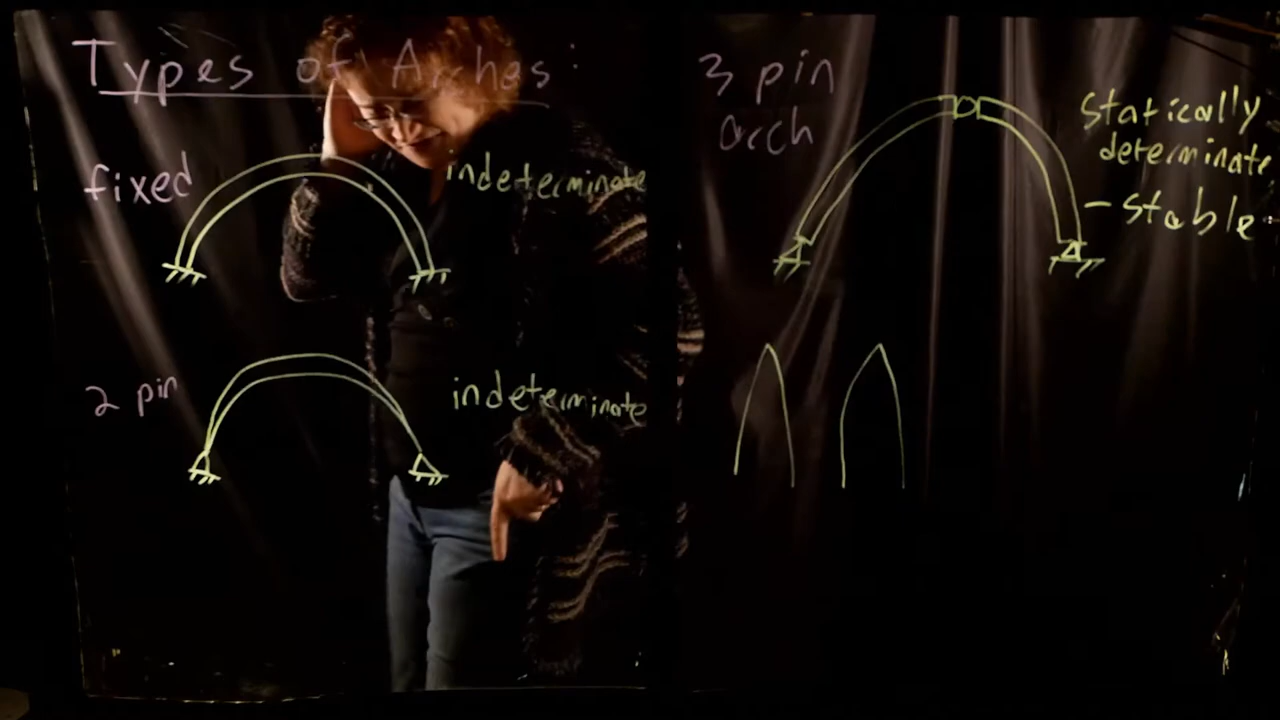 Types of Arches:
fixed
indeterminate
2 pin
indeterminate
3 pin
arch
statically
determinate
- stable